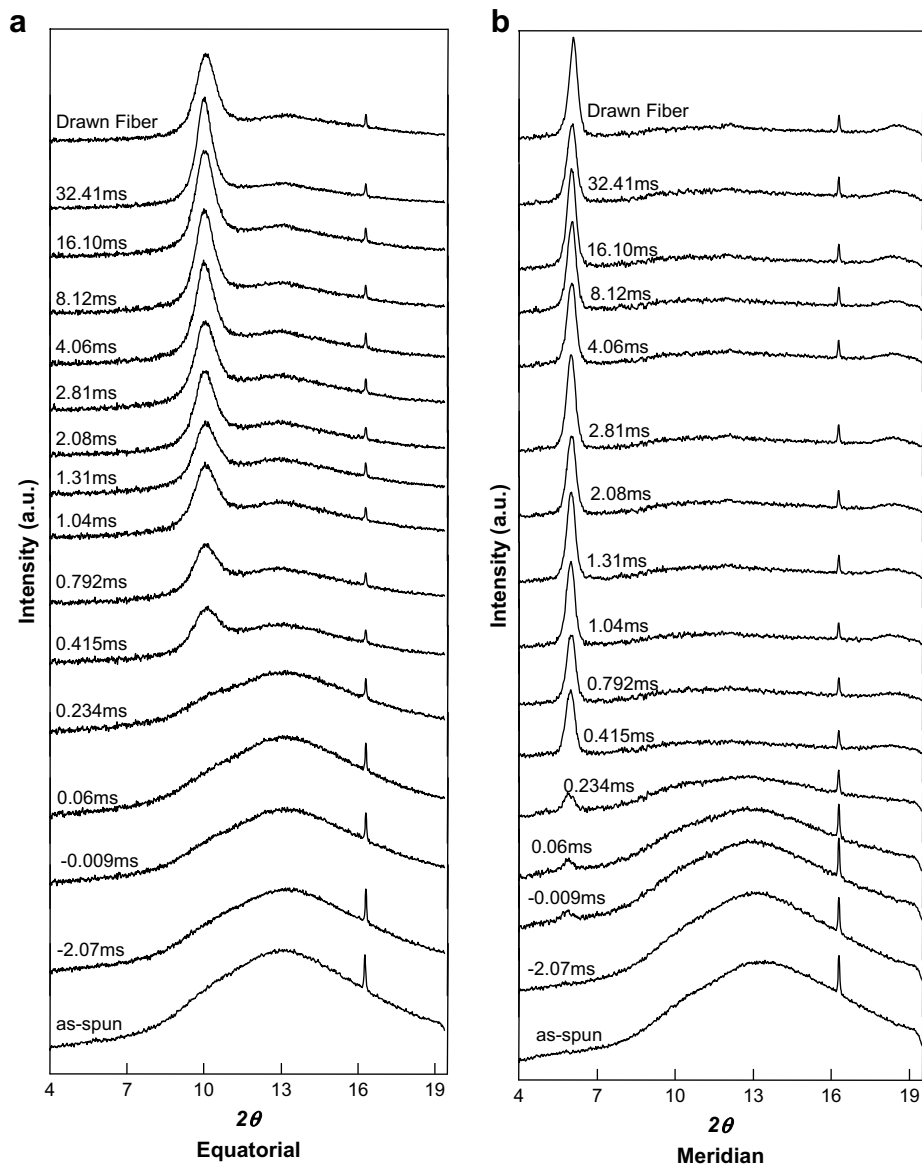 a
Intensity (a.u.)
Drawn Fiber
32.41ms
16.10ms
8.12ms
4.06ms
2.81ms
2.08ms
1.31ms
1.04ms
0.792ms
0.415ms
0.234ms
0.06ms
-0.009ms
-2.07ms
as-spun
4 7 10 13 16 19
2θ
Equatorial
b
Intensity (a.u.)
Drawn Fiber
32.41ms
16.10ms
8.12ms
4.06ms
2.81ms
2.08ms
1.31ms
1.04ms
0.792ms
0.415ms
0.234ms
0.06ms
-0.009ms
-2.07ms
as-spun
4 7 10 13 16 19
2θ
Meridian